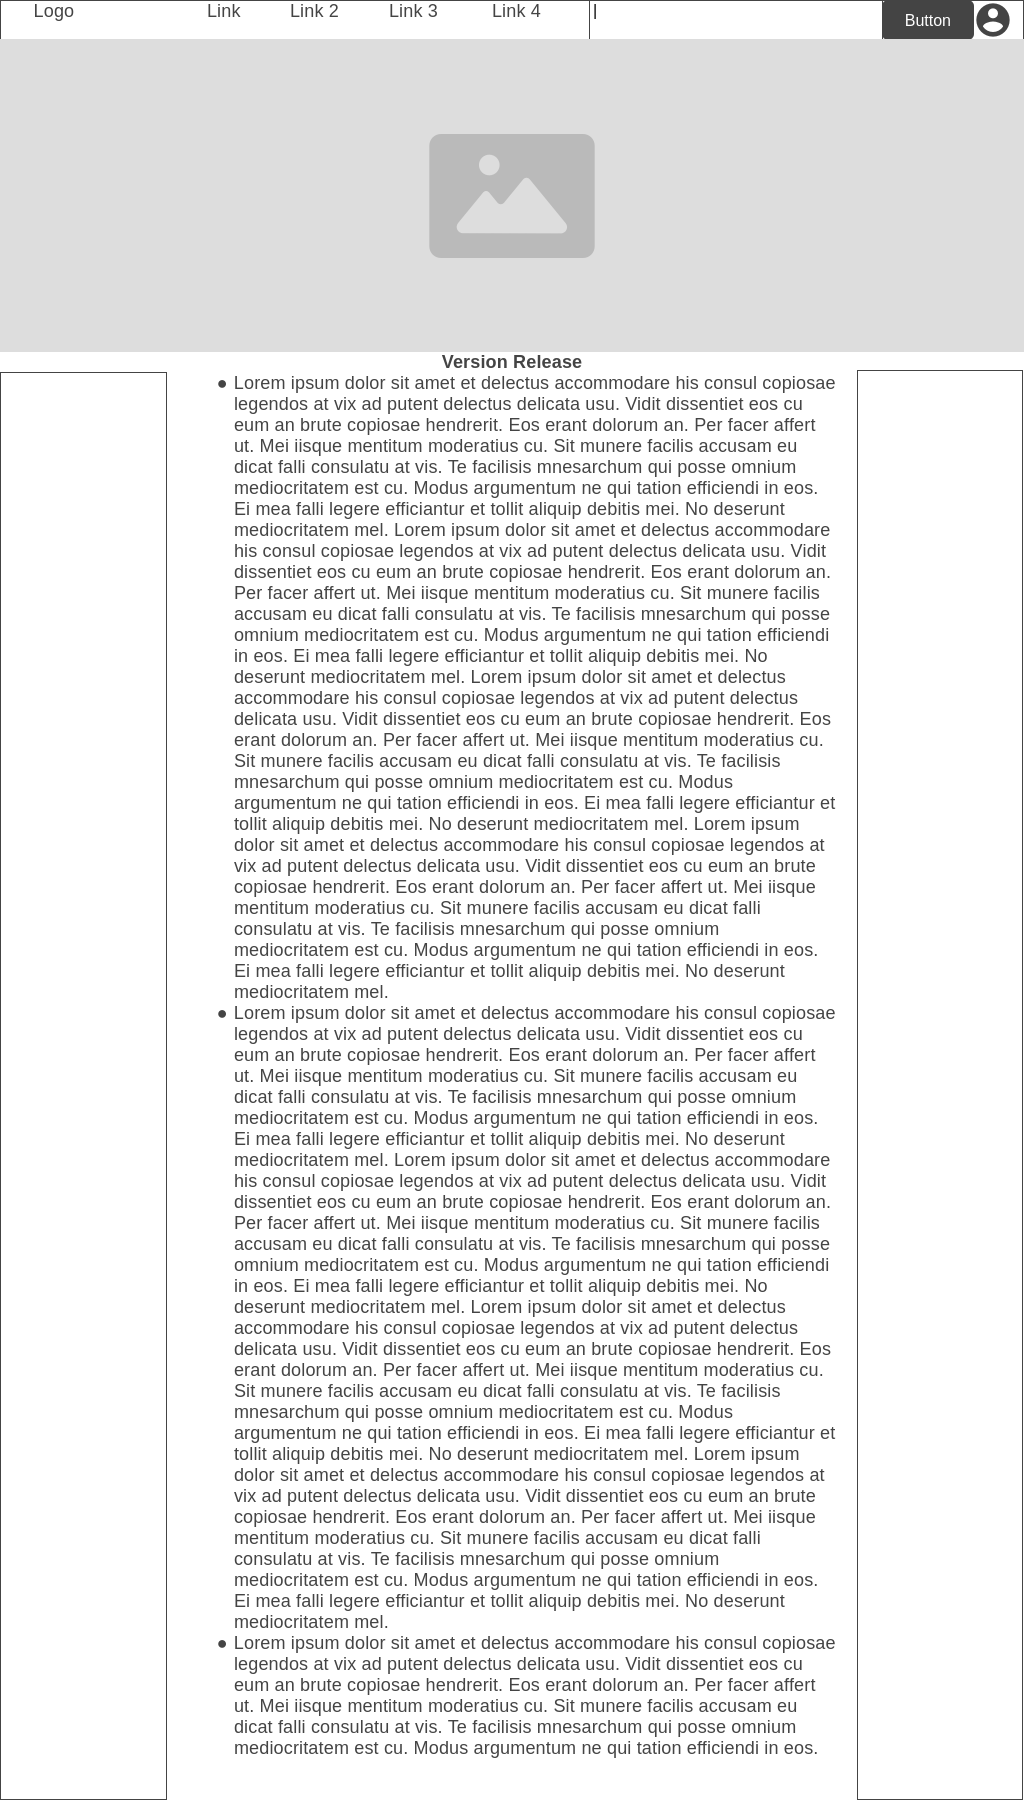 Logo Link Link 2 Link 3 Link 4 Button
Version Release
● Lorem ipsum dolor sit amet et delectus accommodare his consul copiosae
legendos at vix ad putent delectus delicata usu. Vidit dissentiet eos cu
eum an brute copiosae hendrerit. Eos erant dolorum an. Per facer affert
ut. Mei iisque mentitum moderatius cu. Sit munere facilis accusam eu
dicat falli consulatu at vis. Te facilisis mnesarchum qui posse omnium
mediocritatem est cu. Modus argumentum ne qui tation efficiendi in eos.
Ei mea falli legere efficiantur et tollit aliquip debitis mei. No deserunt
mediocritatem mel. Lorem ipsum dolor sit amet et delectus accommodare
his consul copiosae legendos at vix ad putent delectus delicata usu. Vidit
dissentiet eos cu eum an brute copiosae hendrerit. Eos erant dolorum an.
Per facer affert ut. Mei iisque mentitum moderatius cu. Sit munere facilis
accusam eu dicat falli consulatu at vis. Te facilisis mnesarchum qui posse
omnium mediocritatem est cu. Modus argumentum ne qui tation efficiendi
in eos. Ei mea falli legere efficiantur et tollit aliquip debitis mei. No
deserunt mediocritatem mel. Lorem ipsum dolor sit amet et delectus
accommodare his consul copiosae legendos at vix ad putent delectus
delicata usu. Vidit dissentiet eos cu eum an brute copiosae hendrerit. Eos
erant dolorum an. Per facer affert ut. Mei iisque mentitum moderatius cu.
Sit munere facilis accusam eu dicat falli consulatu at vis. Te facilisis
mnesarchum qui posse omnium mediocritatem est cu. Modus
argumentum ne qui tation efficiendi in eos. Ei mea falli legere efficiantur et
tollit aliquip debitis mei. No deserunt mediocritatem mel. Lorem ipsum
dolor sit amet et delectus accommodare his consul copiosae legendos at
vix ad putent delectus delicata usu. Vidit dissentiet eos cu eum an brute
copiosae hendrerit. Eos erant dolorum an. Per facer affert ut. Mei iisque
mentitum moderatius cu. Sit munere facilis accusam eu dicat falli
consulatu at vis. Te facilisis mnesarchum qui posse omnium
mediocritatem est cu. Modus argumentum ne qui tation efficiendi in eos.
Ei mea falli legere efficiantur et tollit aliquip debitis mei. No deserunt
mediocritatem mel.
● Lorem ipsum dolor sit amet et delectus accommodare his consul copiosae
legendos at vix ad putent delectus delicata usu. Vidit dissentiet eos cu
eum an brute copiosae hendrerit. Eos erant dolorum an. Per facer affert
ut. Mei iisque mentitum moderatius cu. Sit munere facilis accusam eu
dicat falli consulatu at vis. Te facilisis mnesarchum qui posse omnium
mediocritatem est cu. Modus argumentum ne qui tation efficiendi in eos.
Ei mea falli legere efficiantur et tollit aliquip debitis mei. No deserunt
mediocritatem mel. Lorem ipsum dolor sit amet et delectus accommodare
his consul copiosae legendos at vix ad putent delectus delicata usu. Vidit
dissentiet eos cu eum an brute copiosae hendrerit. Eos erant dolorum an.
Per facer affert ut. Mei iisque mentitum moderatius cu. Sit munere facilis
accusam eu dicat falli consulatu at vis. Te facilisis mnesarchum qui posse
omnium mediocritatem est cu. Modus argumentum ne qui tation efficiendi
in eos. Ei mea falli legere efficiantur et tollit aliquip debitis mei. No
deserunt mediocritatem mel. Lorem ipsum dolor sit amet et delectus
accommodare his consul copiosae legendos at vix ad putent delectus
delicata usu. Vidit dissentiet eos cu eum an brute copiosae hendrerit. Eos
erant dolorum an. Per facer affert ut. Mei iisque mentitum moderatius cu.
Sit munere facilis accusam eu dicat falli consulatu at vis. Te facilisis
mnesarchum qui posse omnium mediocritatem est cu. Modus
argumentum ne qui tation efficiendi in eos. Ei mea falli legere efficiantur et
tollit aliquip debitis mei. No deserunt mediocritatem mel. Lorem ipsum
dolor sit amet et delectus accommodare his consul copiosae legendos at
vix ad putent delectus delicata usu. Vidit dissentiet eos cu eum an brute
copiosae hendrerit. Eos erant dolorum an. Per facer affert ut. Mei iisque
mentitum moderatius cu. Sit munere facilis accusam eu dicat falli
consulatu at vis. Te facilisis mnesarchum qui posse omnium
mediocritatem est cu. Modus argumentum ne qui tation efficiendi in eos.
Ei mea falli legere efficiantur et tollit aliquip debitis mei. No deserunt
mediocritatem mel.
● Lorem ipsum dolor sit amet et delectus accommodare his consul copiosae
legendos at vix ad putent delectus delicata usu. Vidit dissentiet eos cu
eum an brute copiosae hendrerit. Eos erant dolorum an. Per facer affert
ut. Mei iisque mentitum moderatius cu. Sit munere facilis accusam eu
dicat falli consulatu at vis. Te facilisis mnesarchum qui posse omnium
mediocritatem est cu. Modus argumentum ne qui tation efficiendi in eos.